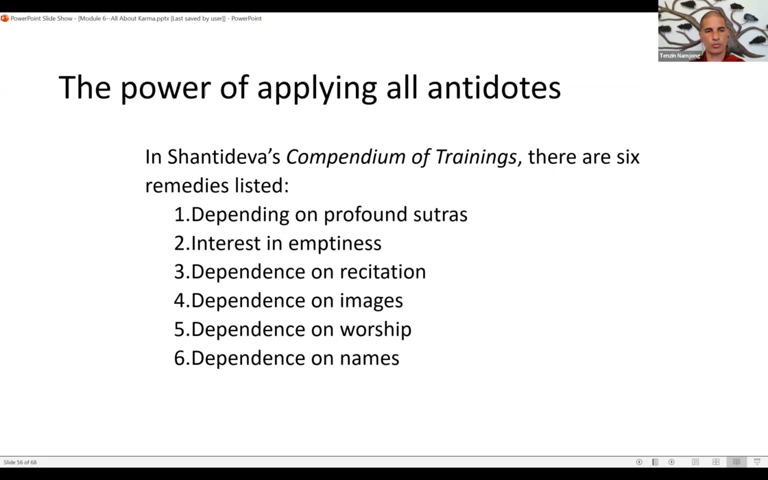 PowerPoint Slide Show - [Module 6--All About Karma.pptx [Last saved by user]] - PowerPoint
Tenzin Namjong
The power of applying all antidotes
In Shantideva's Compendium of Trainings, there are six
remedies listed:
1.Depending on profound sutras
2.Interest in emptiness
3.Dependence on recitation
4.Dependence on images
5.Dependence on worship
6.Dependence on names
Slide 56 of 68